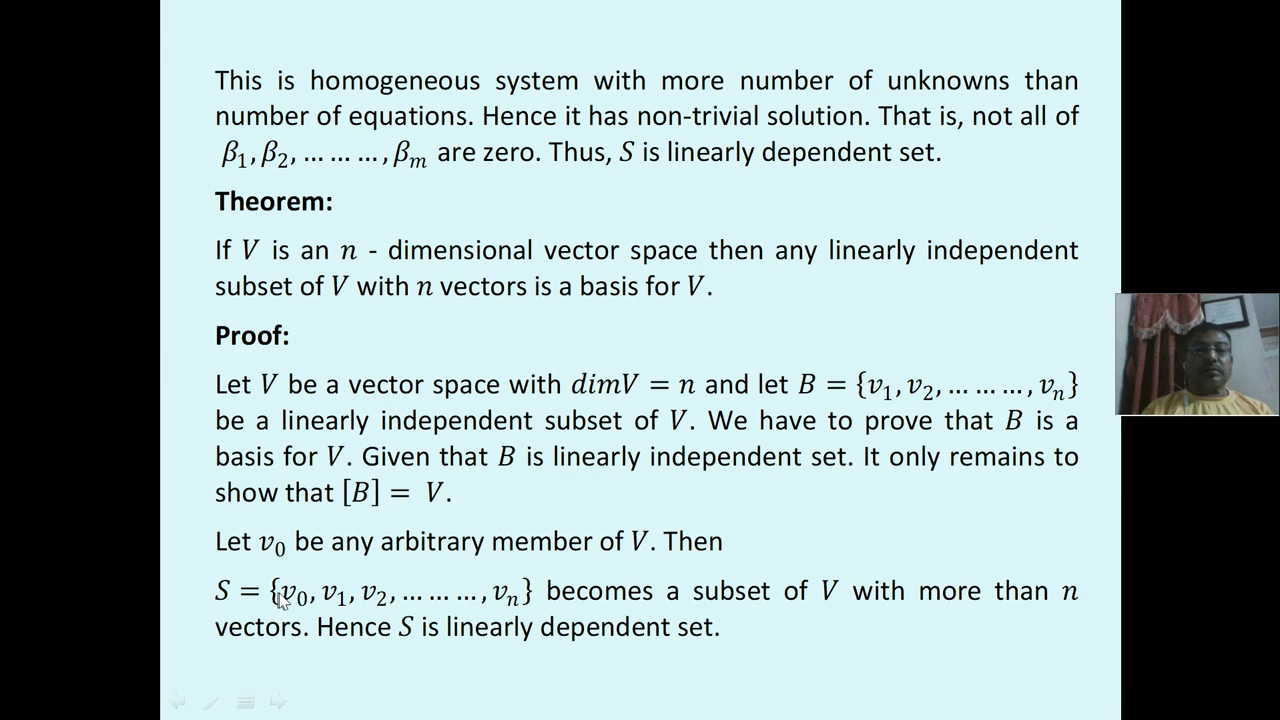 This is homogeneous system with more number of unknowns than
number of equations. Hence it has non-trivial solution. That is, not all of
β₁, β₂, … … …, βₘ are zero. Thus, S is linearly dependent set.
Theorem:
If V is an n - dimensional vector space then any linearly independent
subset of V with n vectors is a basis for V.
Proof:
Let V be a vector space with dimV = n and let B = {v₁, v₂, … … …, vₙ}
be a linearly independent subset of V. We have to prove that B is a
basis for V. Given that B is linearly independent set. It only remains to
show that [B] = V.
Let v₀ be any arbitrary member of V. Then
S = {v₀, v₁, v₂, … … …, vₙ} becomes a subset of V with more than n
vectors. Hence S is linearly dependent set.